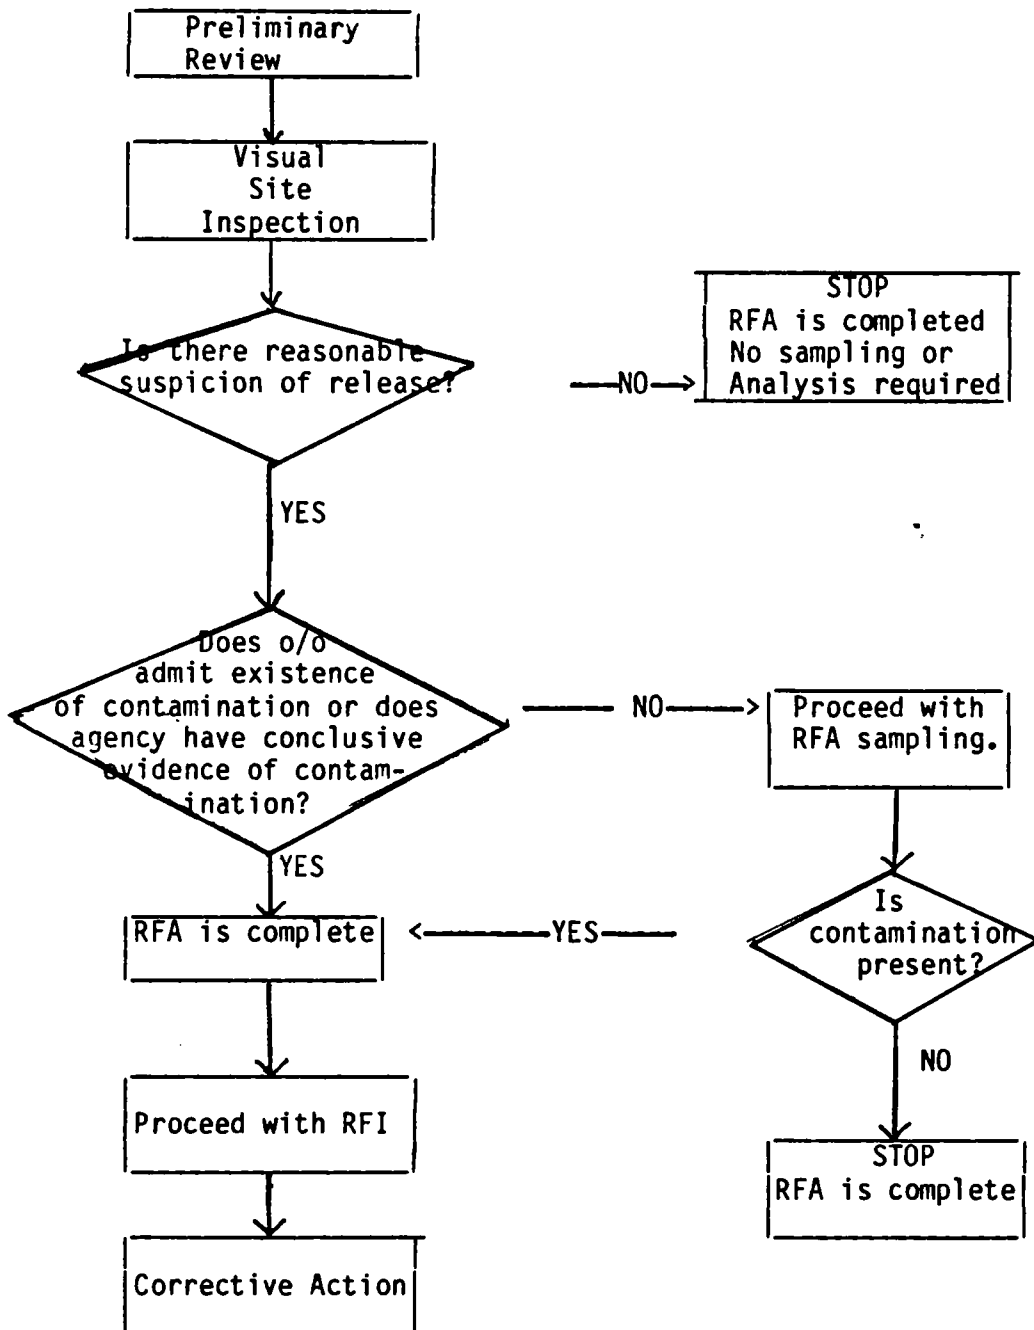 Preliminary
Review
Visual
Site
Inspection
Is there reasonable
suspicion of release?
NO
STOP
RFA is completed
No sampling or
Analysis required
YES
Does o/o
admit existence
of contamination or does
agency have conclusive
evidence of contam-
ination?
NO
Proceed with
RFA sampling.
YES
RFA is complete
YES
Is
contamination
present?
NO
Proceed with RFI
STOP
RFA is complete
Corrective Action